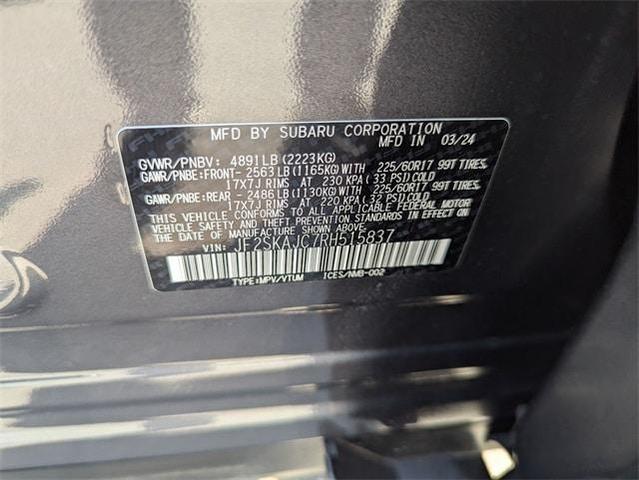 MFD BY SUBARU CORPORATION
MFD IN 03/24
GVWR/PNBV: 4891LB(2223KG)
GAWR/PNBE:FRONT- 2563LB(1165KG)WITH 225/60R17 99T TIRES,
17X7J RIMS AT 230 KPA(33 PSI)COLD
GAWR/PNBE:REAR - 2486LB(1130KG)WITH 225/60R17 99T TIRES,
17X7J RIMS AT 220 KPA(32 PSI)COLD
THIS VEHICLE CONFORMS TO ALL APPLICABLE FEDERAL MOTOR
VEHICLE SAFETY AND THEFT PREVENTION STANDARDS IN EFFECT ON
THE DATE OF MANUFACTURE SHOWN ABOVE.
VIN: JF2SKAJC7RH515837
TYPE:MPV/VTUM ICES/NMB-002